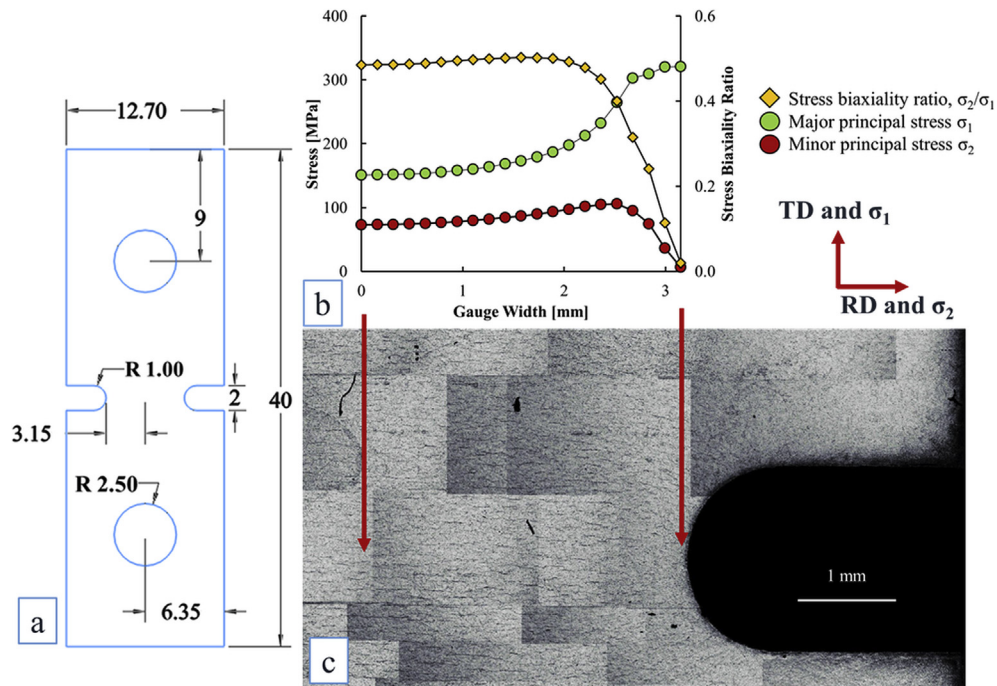 12.70
9
R 1.00
2
40
3.15
R 2.50
6.35
a
400
300
200
100
0
Stress [MPa]
0.6
0.4
0.2
0.0
Stress Biaxiality Ratio
0 1 2 3
Gauge Width [mm]
b
Stress biaxiality ratio, σ₂/σ₁
Major principal stress σ₁
Minor principal stress σ₂
TD and σ₁
RD and σ₂
1 mm
c